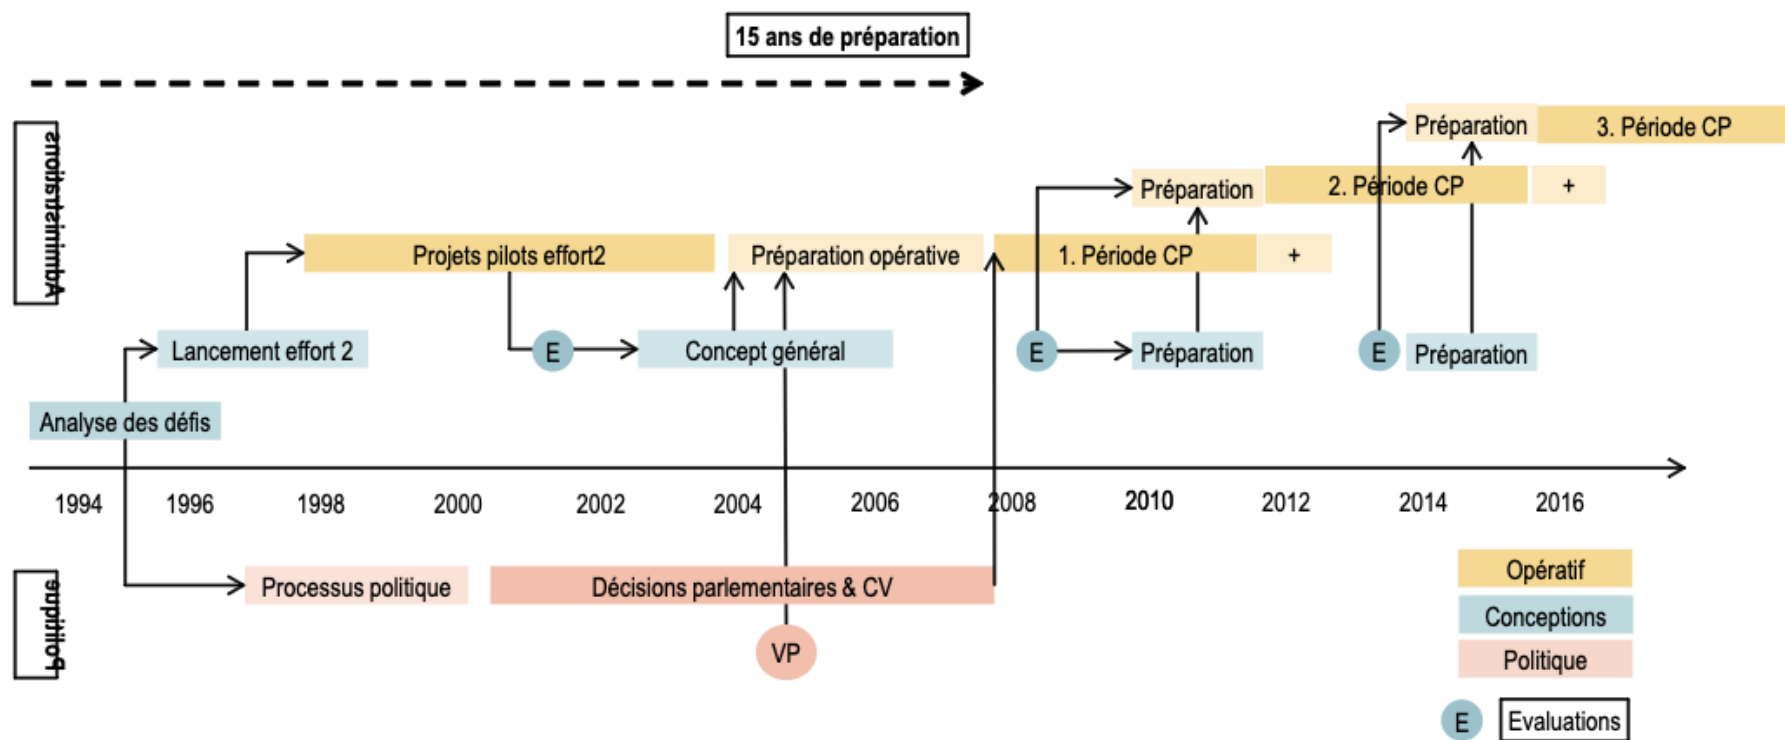 15 ans de préparation
Administrations
Préparation
3. Période CP
Préparation
2. Période CP
+
Projets pilots effort2
Préparation opérative
1. Période CP
+
Lancement effort 2
E
Concept général
E
Préparation
E
Préparation
Analyse des défis
1994
1996
1998
2000
2002
2004
2006
2008
2010
2012
2014
2016
Politique
Processus politique
Décisions parlementaires & CV
VP
Opératif
Conceptions
Politique
E
Evaluations